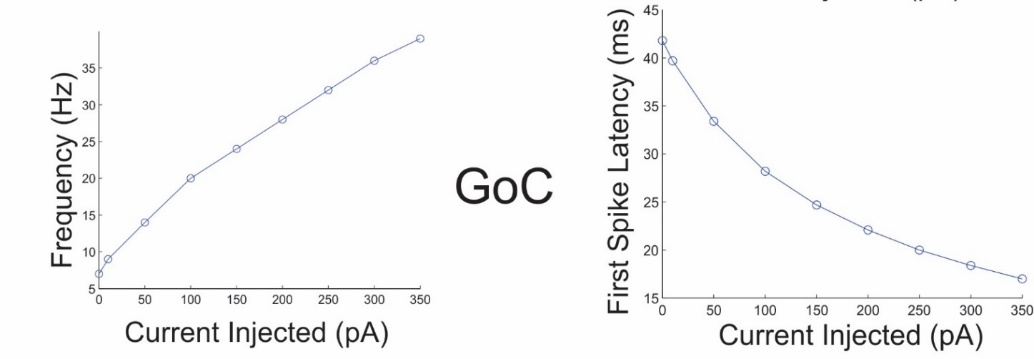 35
30
25
20
15
10
5
0 50 100 150 200 250 300 350
Frequency (Hz)
Current Injected (pA)
GoC
45
40
35
30
25
20
15
0 50 100 150 200 250 300 350
First Spike Latency (ms)
Current Injected (pA)